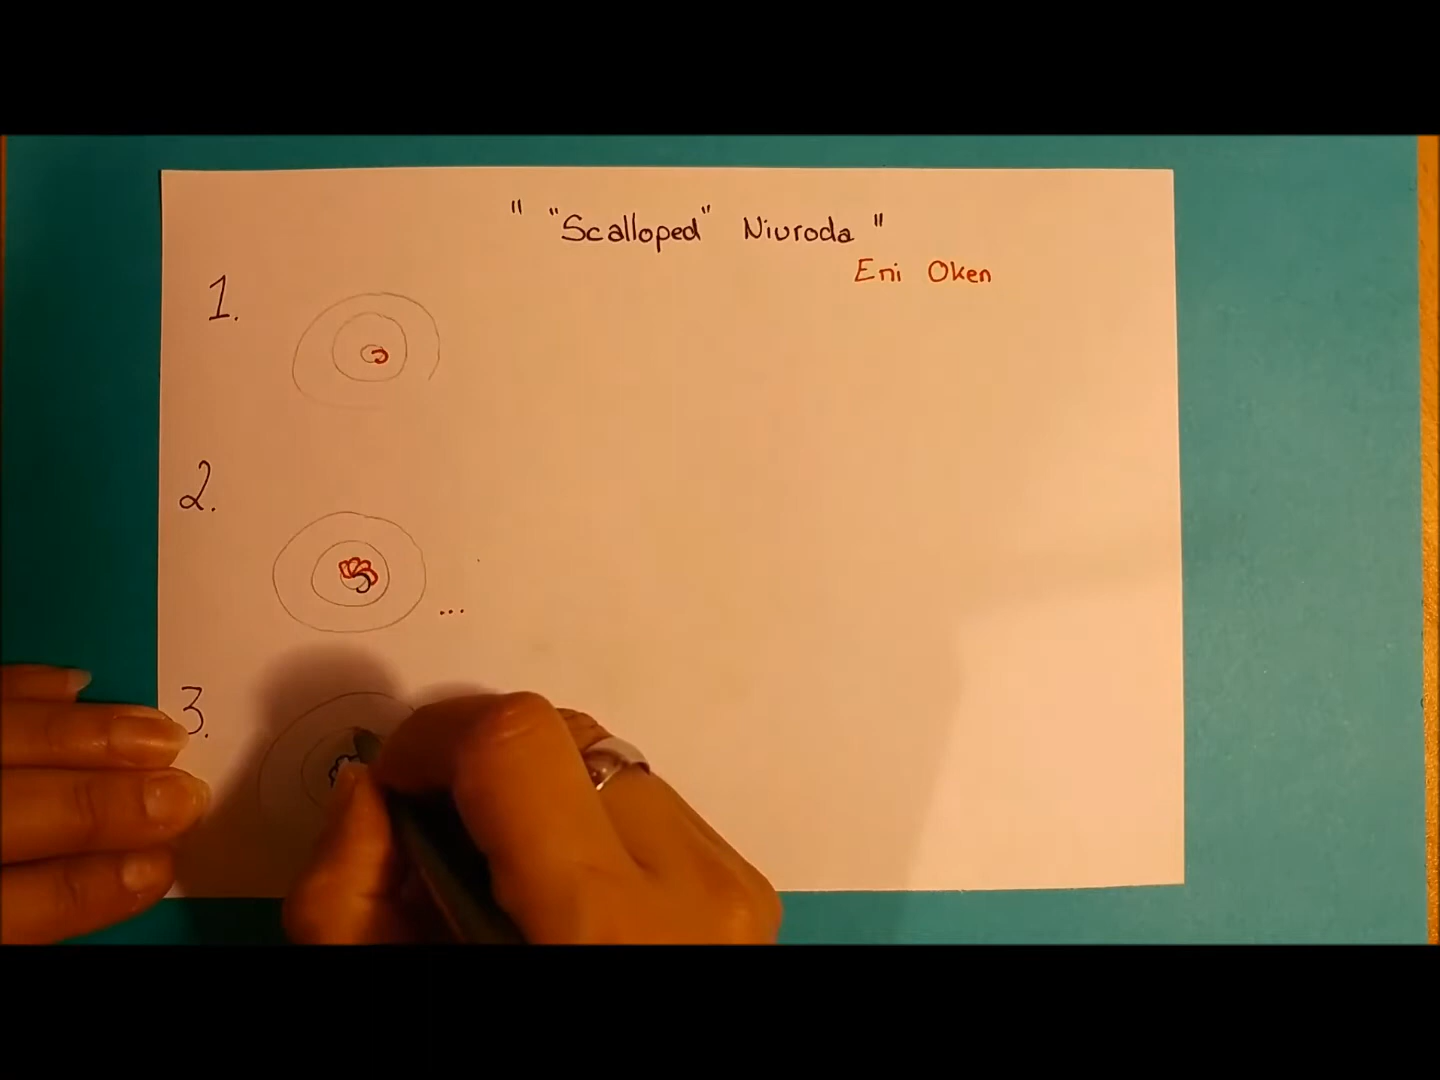 " "Scalloped" Niuroda "
Eni Oken
1.
2.
...
3.